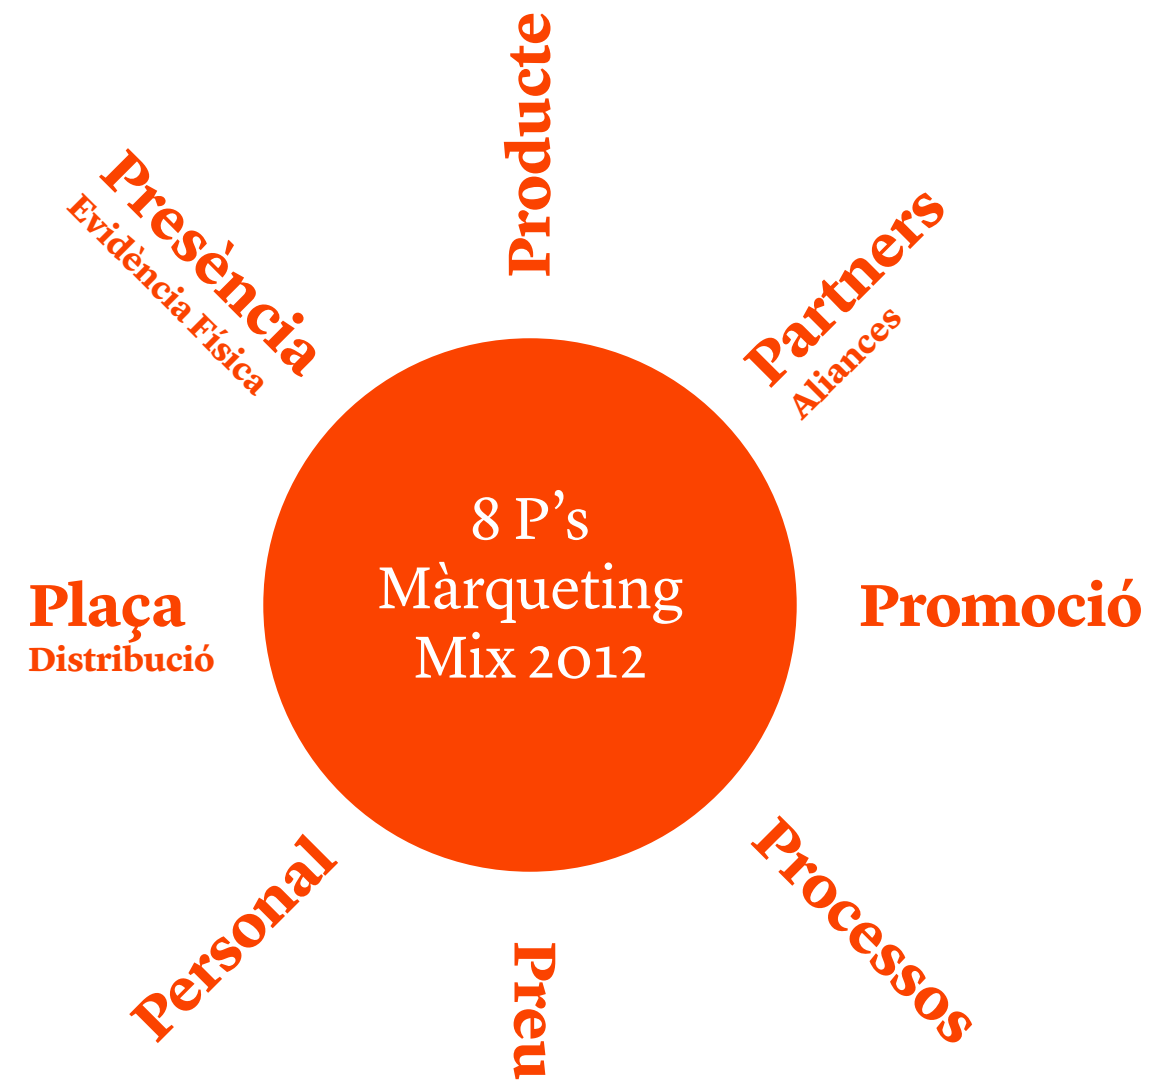 Producte
Partners
Aliances
Promoció
Processos
Preu
Personal
Plaça
Distribució
Presència
Evidència Física
8 P’s
Màrqueting
Mix 2012